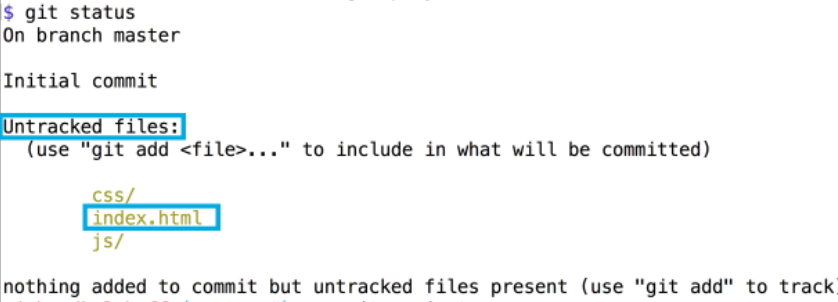 $ git status
On branch master
Initial commit
Untracked files:
(use "git add <file>..." to include in what will be committed)
css/
index.html
js/
nothing added to commit but untracked files present (use "git add" to track)